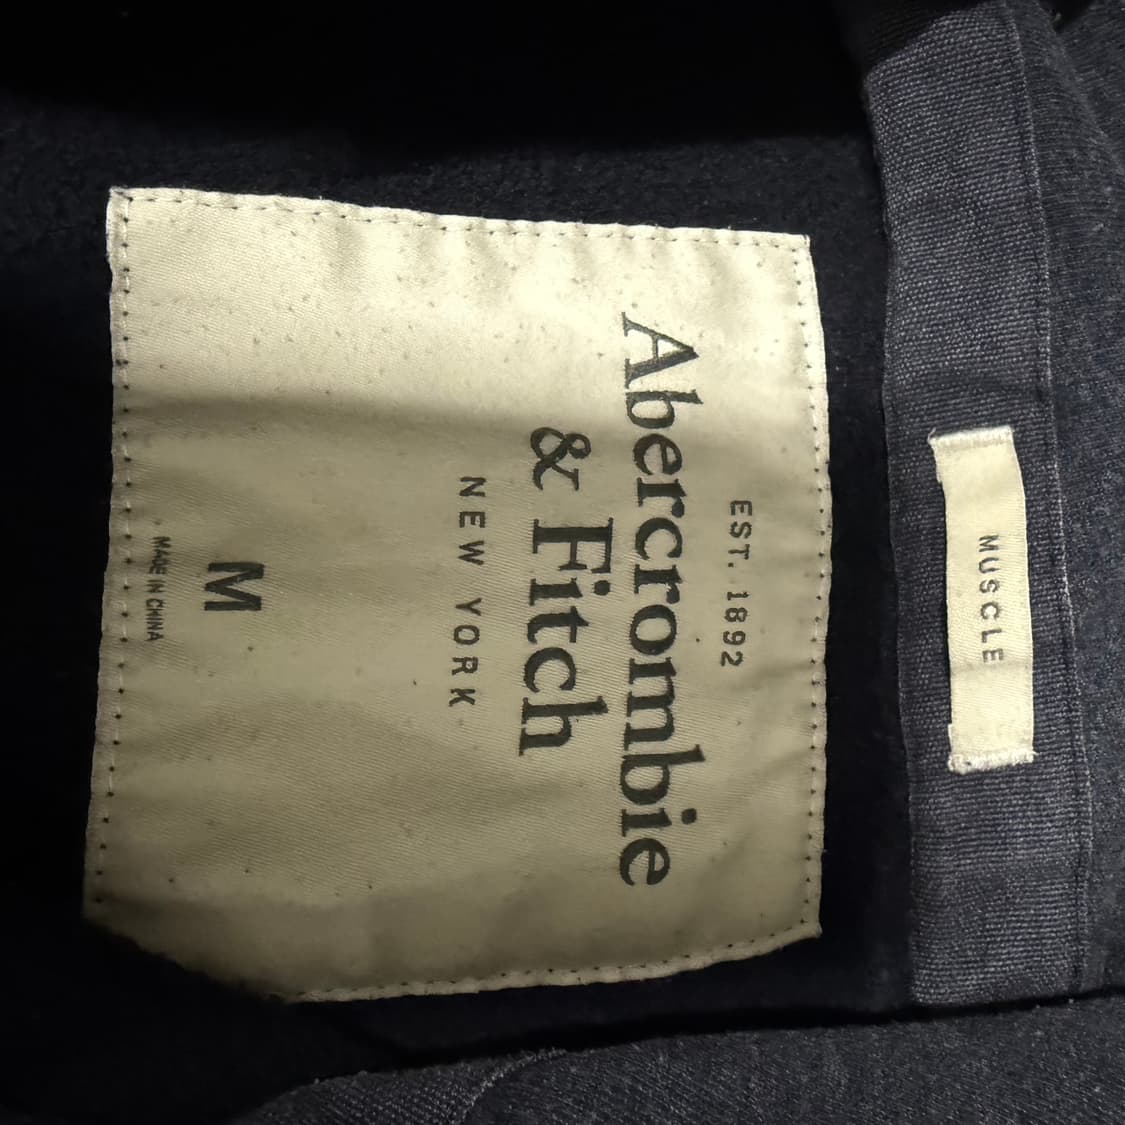 MUSCLE
EST. 1892
Abercrombie
& Fitch
NEW YORK
M
MADE IN CHINA